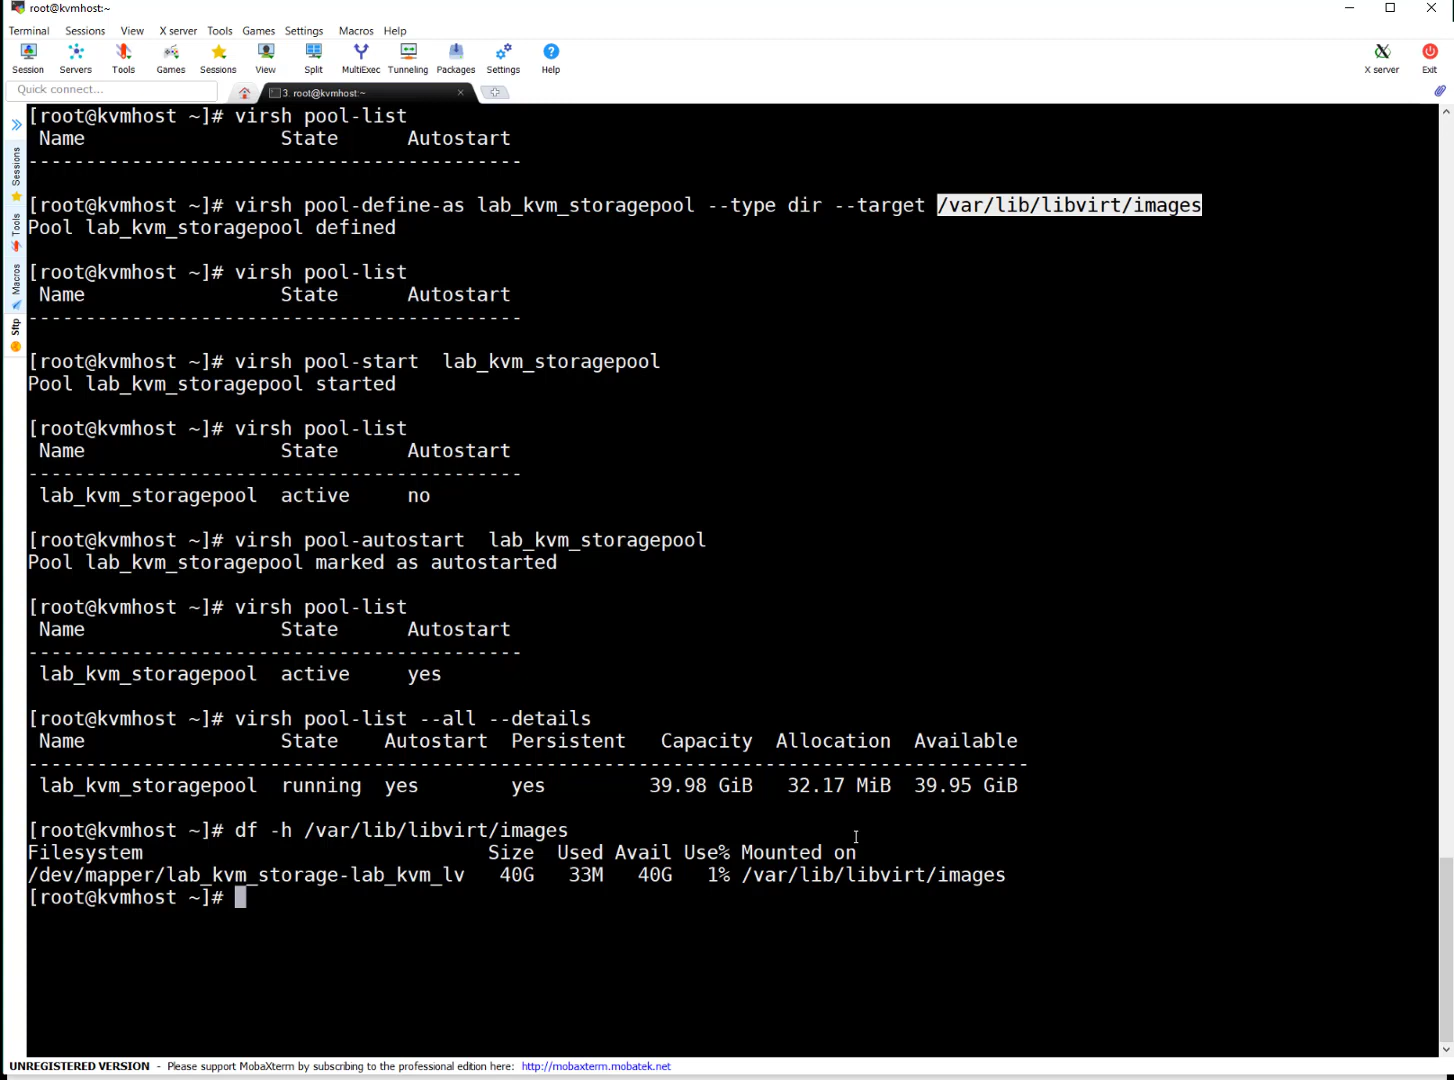 root@kvmhost:~
Terminal Sessions View X server Tools Games Settings Macros Help
Session Servers Tools Games Sessions View Split MultiExec Tunneling Packages Settings Help X server Exit
Quick connect...
3. root@kvmhost:~
Sessions
Tools
Macros
Sftp
[root@kvmhost ~]# virsh pool-list
Name State Autostart
---------------------------------------------
[root@kvmhost ~]# virsh pool-define-as lab_kvm_storagepool --type dir --target /var/lib/libvirt/images
Pool lab_kvm_storagepool defined
[root@kvmhost ~]# virsh pool-list
Name State Autostart
---------------------------------------------
[root@kvmhost ~]# virsh pool-start  lab_kvm_storagepool
Pool lab_kvm_storagepool started
[root@kvmhost ~]# virsh pool-list
Name State Autostart
---------------------------------------------
lab_kvm_storagepool active no
[root@kvmhost ~]# virsh pool-autostart  lab_kvm_storagepool
Pool lab_kvm_storagepool marked as autostarted
[root@kvmhost ~]# virsh pool-list
Name State Autostart
---------------------------------------------
lab_kvm_storagepool active yes
[root@kvmhost ~]# virsh pool-list --all --details
Name State Autostart Persistent Capacity Allocation Available
---------------------------------------------------------------------------------------
lab_kvm_storagepool running yes yes 39.98 GiB 32.17 MiB 39.95 GiB
[root@kvmhost ~]# df -h /var/lib/libvirt/images
Filesystem Size Used Avail Use% Mounted on
/dev/mapper/lab_kvm_storage-lab_kvm_lv 40G 33M 40G 1% /var/lib/libvirt/images
[root@kvmhost ~]#
UNREGISTERED VERSION - Please support MobaXterm by subscribing to the professional edition here: http://mobaxterm.mobatek.net